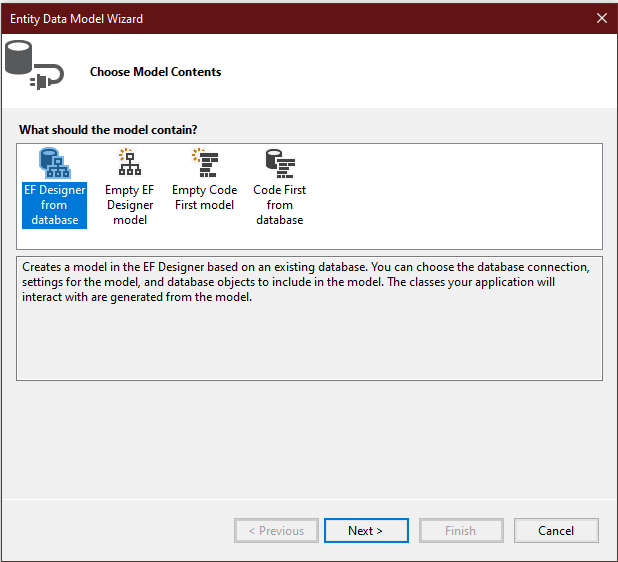 Entity Data Model Wizard
Choose Model Contents
What should the model contain?
EF Designer
from
database
Empty EF
Designer
model
Empty Code
First model
Code First
from
database
Creates a model in the EF Designer based on an existing database. You can choose the database connection,
settings for the model, and database objects to include in the model. The classes your application will
interact with are generated from the model.
< Previous
Next >
Finish
Cancel